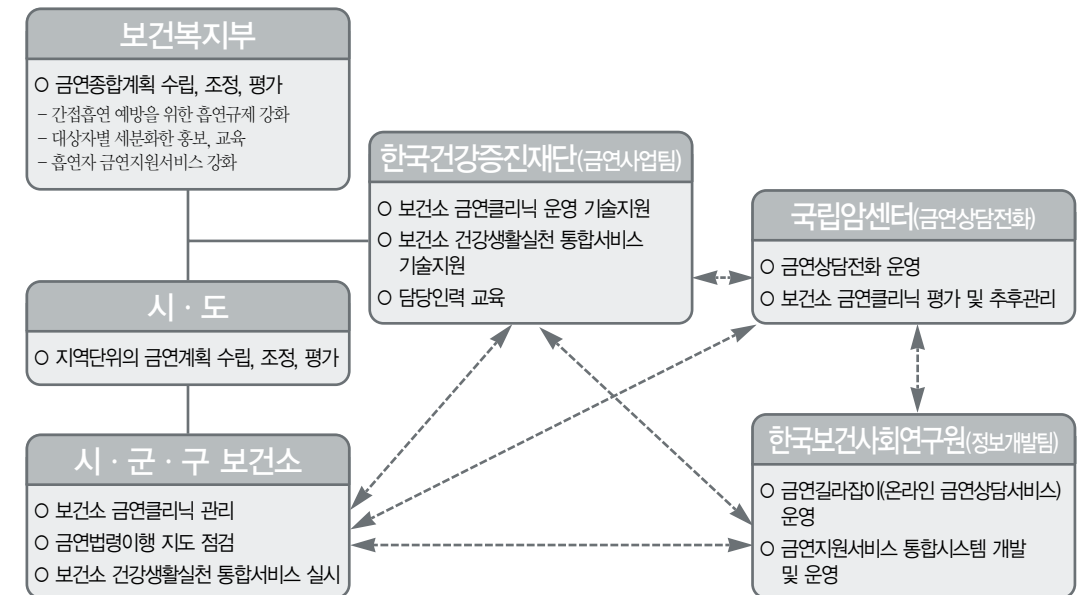 보건복지부
○ 금연종합계획 수립, 조정, 평가
- 간접흡연 예방을 위한 흡연규제 강화
- 대상자별 세분화한 홍보, 교육
- 흡연자 금연지원서비스 강화
한국건강증진재단(금연사업팀)
○ 보건소 금연클리닉 운영 기술지원
○ 보건소 건강생활실천 통합서비스
기술지원
○ 담당인력 교육
국립암센터(금연상담전화)
○ 금연상담전화 운영
○ 보건소 금연클리닉 평가 및 추후관리
시·도
○ 지역단위의 금연계획 수립, 조정, 평가
시·군·구 보건소
○ 보건소 금연클리닉 관리
○ 금연법령이행 지도 점검
○ 보건소 건강생활실천 통합서비스 실시
한국보건사회연구원(정보개발팀)
○ 금연길라잡이(온라인 금연상담서비스)
운영
○ 금연지원서비스 통합시스템 개발
및 운영